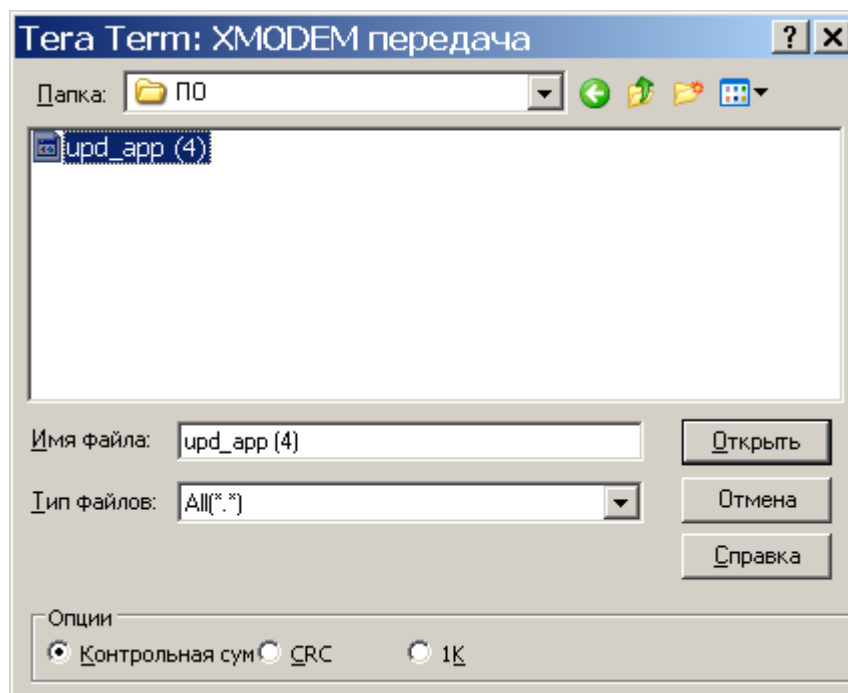 Tera Term: XMODEM передача
Папка: ПО
upd_app (4)
Имя файла: upd_app (4) Открыть
Тип файлов: All(*.*) Отмена
Справка
Опции
Контрольная сум CRC 1K